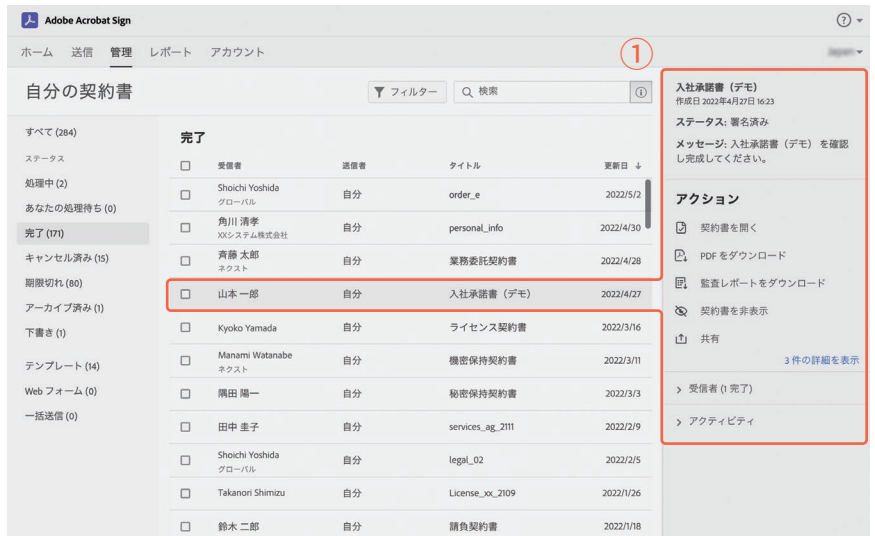 Adobe Acrobat Sign
?
ホーム 送信 管理 レポート アカウント
①
自分の契約書
フィルター
検索
すべて (284)
ステータス
処理中 (2)
あなたの処理待ち (0)
完了 (171)
キャンセル済み (15)
期限切れ (80)
アーカイブ済み (1)
下書き (1)
テンプレート (14)
Web フォーム (0)
一括送信 (0)
完了
受信者 送信者 タイトル 更新日 ↓
Shoichi Yoshida 自分 order_e 2022/5/2
グローバル
角川 清孝 自分 personal_info 2022/4/30
XXシステム株式会社
斉藤 太郎 自分 業務委託契約書 2022/4/28
ネクスト
山本 一郎 自分 入社承諾書（デモ） 2022/4/27
Kyoko Yamada 自分 ライセンス契約書 2022/3/16
Manami Watanabe 自分 機密保持契約書 2022/3/11
ネクスト
隅田 陽一 自分 秘密保持契約書 2022/3/3
田中 圭子 自分 services_ag_2111 2022/2/9
Shoichi Yoshida 自分 legal_02 2022/2/5
グローバル
Takanori Shimizu 自分 License_xx_2109 2022/1/26
鈴木 二郎 自分 請負契約書 2022/1/18
入社承諾書（デモ）
作成日 2022年4月27日 16:23
ステータス: 署名済み
メッセージ: 入社承諾書（デモ） を確認
し完成してください。
アクション
契約書を開く
PDF をダウンロード
監査レポートをダウンロード
契約書を非表示
共有
3 件の詳細を表示
受信者 (1 完了)
アクティビティ